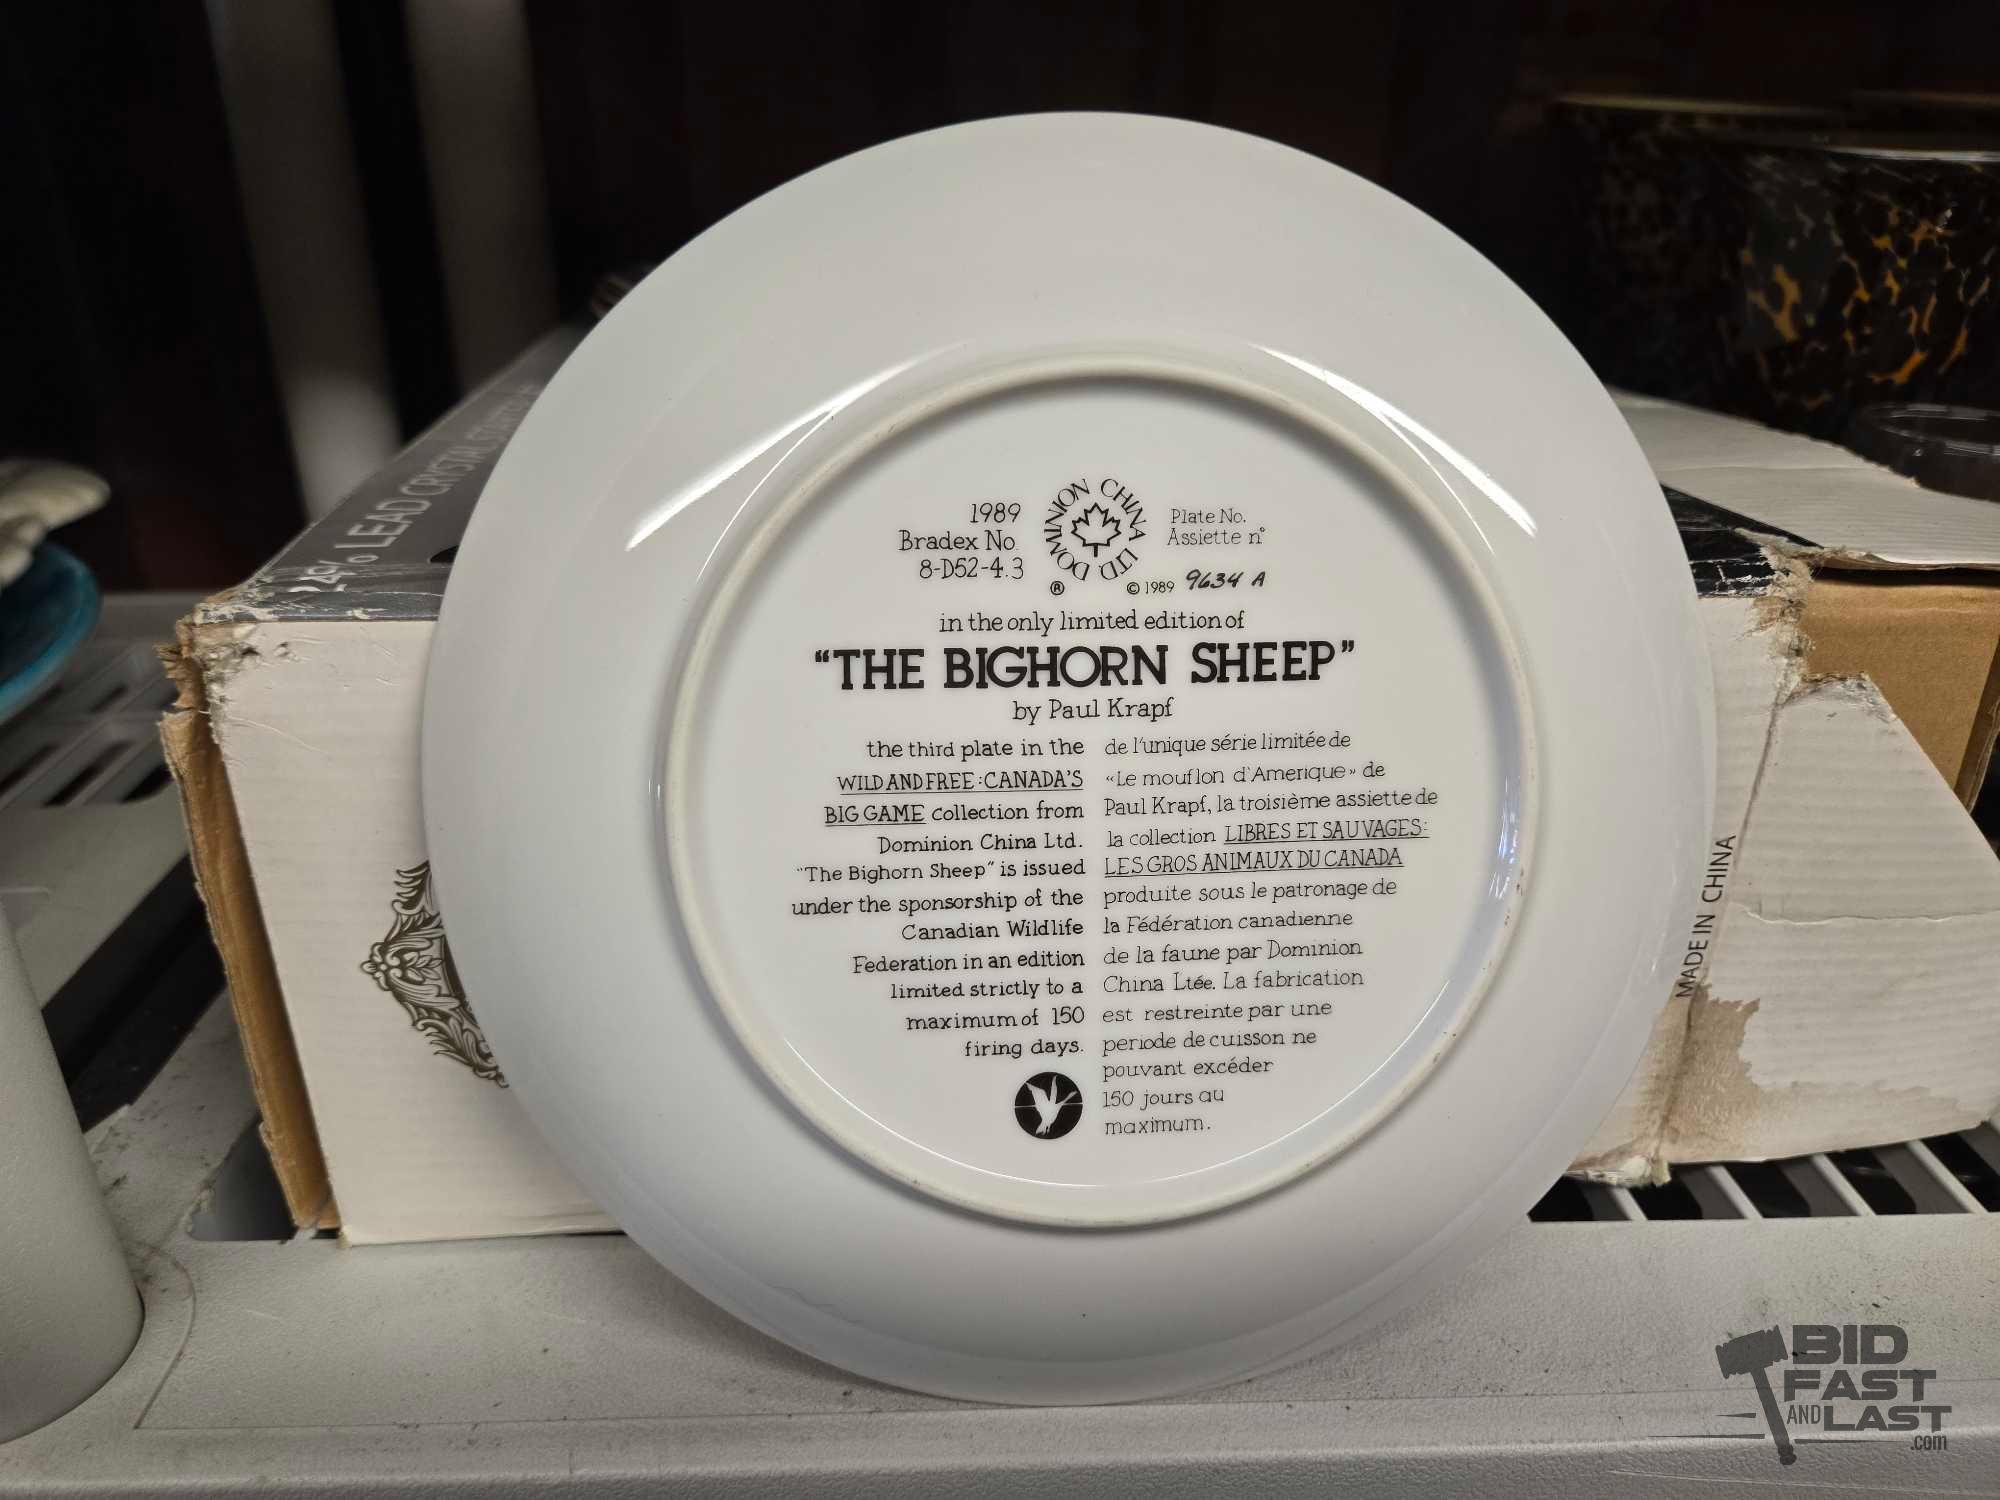 1989
Bradex No.
8-D52-4.3
DOMINION CHINA LTD.
®
Plate No.
Assiette nº
© 1989 9634 A
in the only limited edition of
"THE BIGHORN SHEEP"
by Paul Krapf
the third plate in the
WILD AND FREE: CANADA'S
BIG GAME collection from
Dominion China Ltd.
"The Bighorn Sheep" is issued
under the sponsorship of the
Canadian Wildlife
Federation in an edition
limited strictly to a
maximum of 150
firing days.
de l'unique série limitée de
«Le mouflon d'Amerique» de
Paul Krapf, la troisième assiette de
la collection LIBRES ET SAUVAGES:
LES GROS ANIMAUX DU CANADA
produite sous le patronage de
la Fédération canadienne
de la faune par Dominion
China Ltée. La fabrication
est restreinte par une
periode de cuisson ne
pouvant excéder
150 jours au
maximum.
24% LEAD CRYSTAL
MADE IN CHINA
BID
FAST
AND LAST
.com